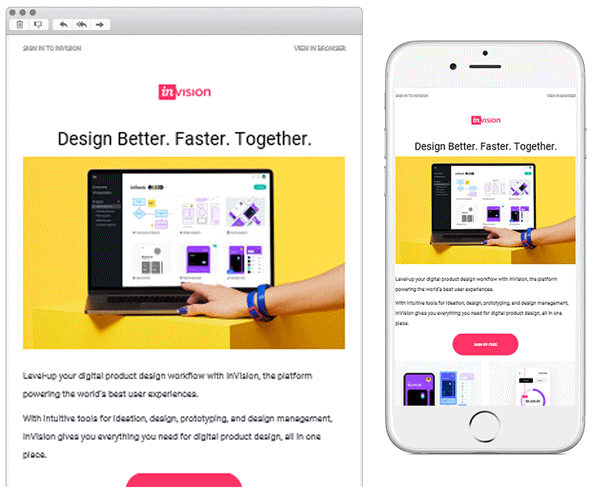 SIGN IN TO INVISION
VIEW IN BROWSER
inVISION
Design Better. Faster. Together.
Level-up your digital product design workflow with InVision, the platform
powering the world's best user experiences.
With intuitive tools for ideation, design, prototyping, and design management,
InVision gives you everything you need for digital product design, all in one
place.
SIGN IN TO INVISION
VIEW IN BROWSER
inVISION
Design Better. Faster. Together.
Level-up your digital product design workflow with InVision, the platform
powering the world's best user experiences.
With intuitive tools for ideation, design, prototyping, and design management,
InVision gives you everything you need for digital product design, all in one
place.
SIGN UP FREE